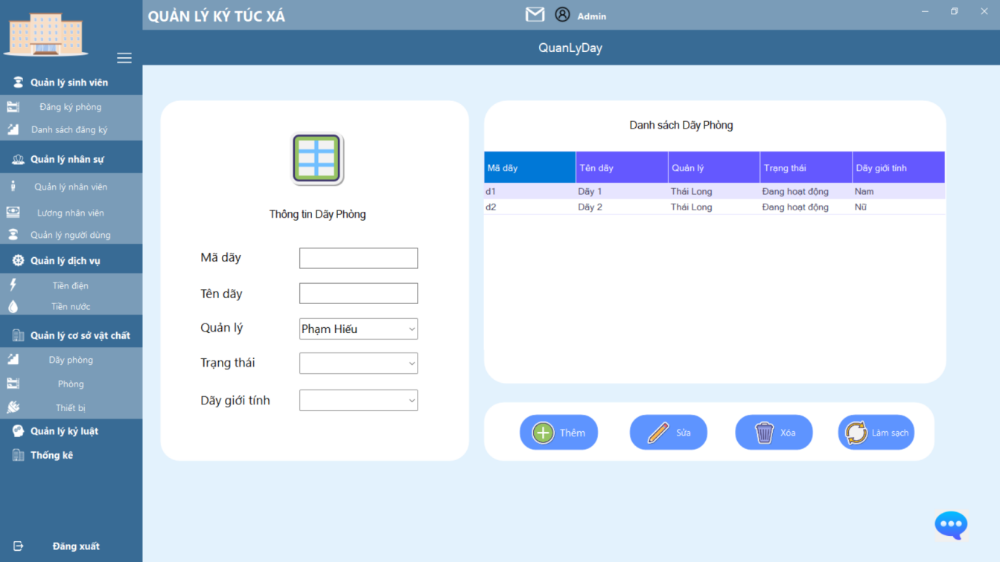 QUẢN LÝ KÝ TÚC XÁ
Admin
QuanLyDay
Quản lý sinh viên
Đăng ký phòng
Danh sách đăng ký
Quản lý nhân sự
Quản lý nhân viên
Lương nhân viên
Quản lý người dùng
Quản lý dịch vụ
Tiền điện
Tiền nước
Quản lý cơ sở vật chất
Dãy phòng
Phòng
Thiết bị
Quản lý kỷ luật
Thống kê
Đăng xuất
Thông tin Dãy Phòng
Mã dãy
Tên dãy
Quản lý Phạm Hiếu
Trạng thái
Dãy giới tính
Danh sách Dãy Phòng
Mã dãy Tên dãy Quản lý Trạng thái Dãy giới tính
d1 Dãy 1 Thái Long Đang hoạt động Nam
d2 Dãy 2 Thái Long Đang hoạt động Nữ
Thêm Sửa Xóa Làm sạch